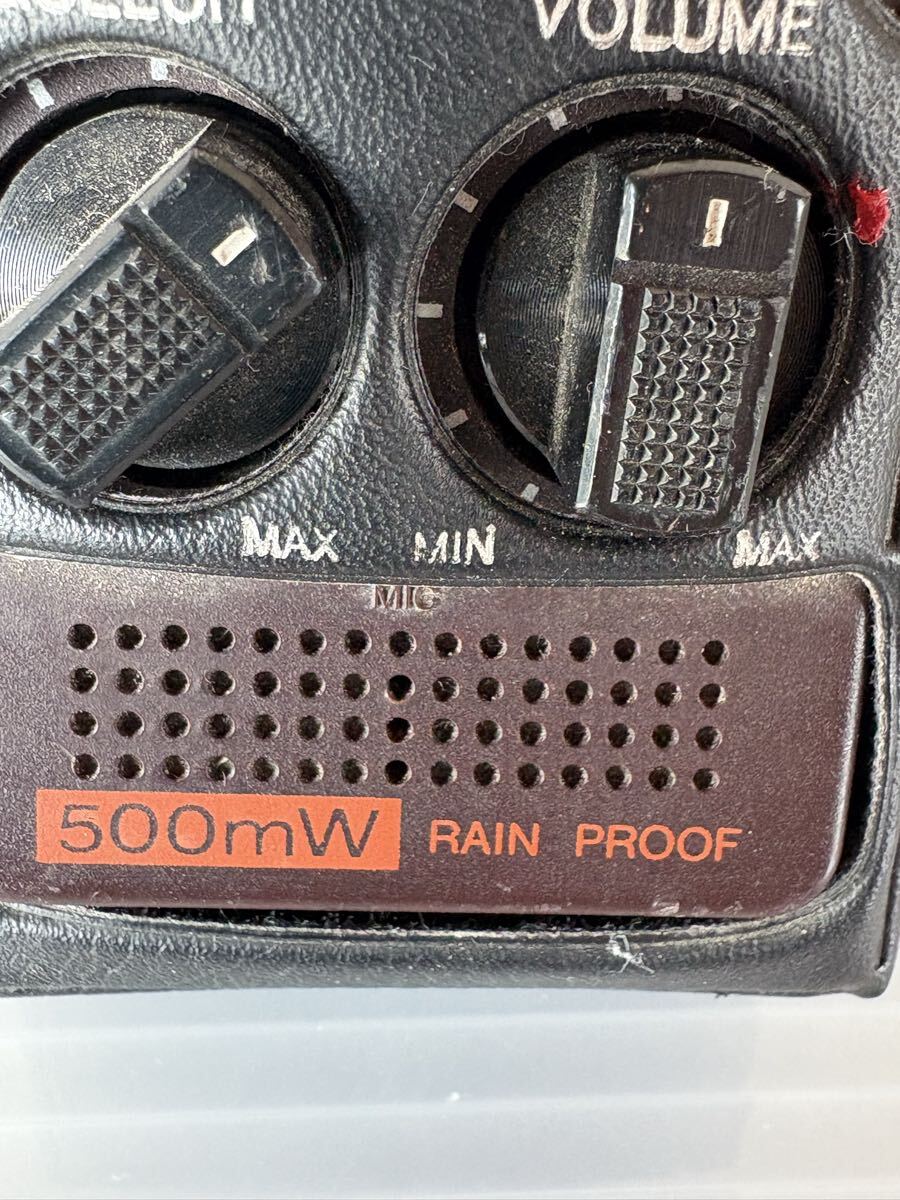 VOLUME
MAX MIN MAX
MIC
500mW RAIN PROOF